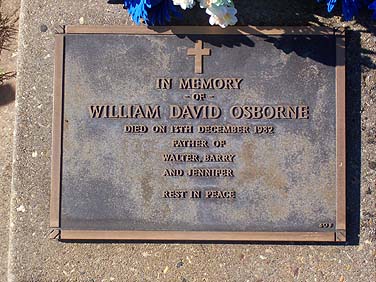 IN MEMORY
- OF -
WILLIAM DAVID OSBORNE
DIED ON 13TH DECEMBER 1982
FATHER OF
WALTER, BARRY
AND JENNIFER
REST IN PEACE